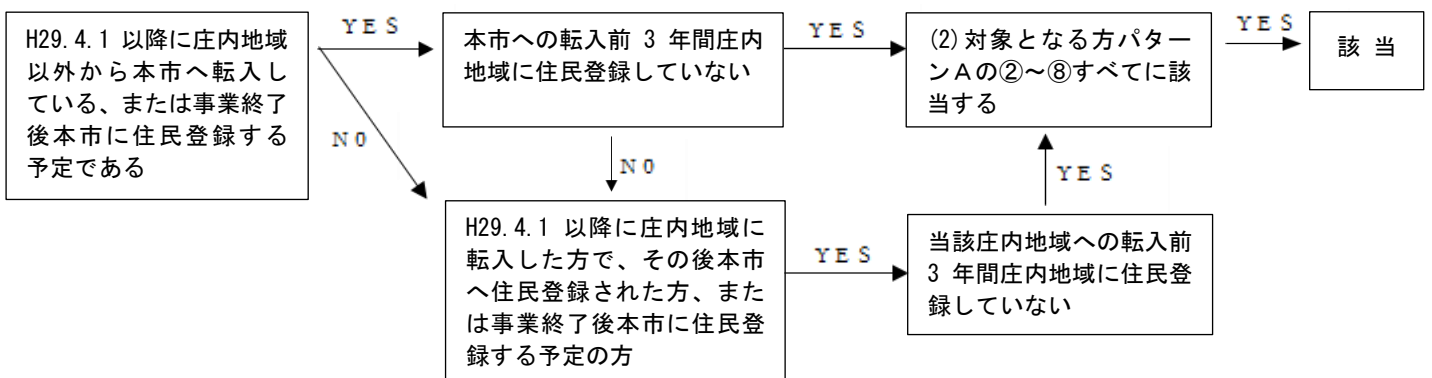 H29.4.1 以降に庄内地域
以外から本市へ転入し
ている、または事業終了
後本市に住民登録する
予定である
YES
本市への転入前 3 年間庄内
地域に住民登録していない
YES
(2)対象となる方パター
ンAの②～⑧すべてに該
当する
YES
該 当
NO
NO
YES
H29.4.1 以降に庄内地域に
転入した方で、その後本市
へ住民登録された方、また
は事業終了後本市に住民登
録する予定の方
YES
当該庄内地域への転入前
3 年間庄内地域に住民登
録していない